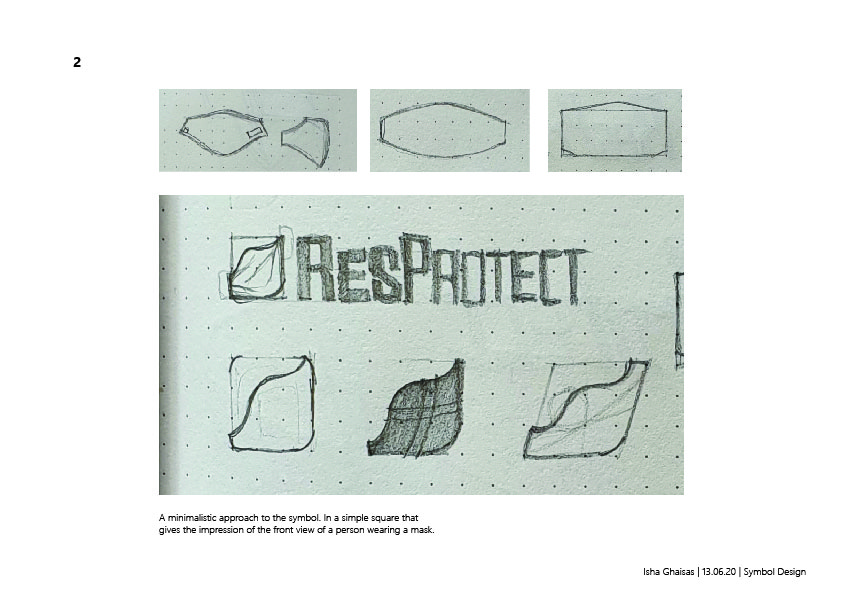 2
RESPROTECT
A minimalistic approach to the symbol. In a simple square that
gives the impression of the front view of a person wearing a mask.
Isha Ghaisas | 13.06.20 | Symbol Design